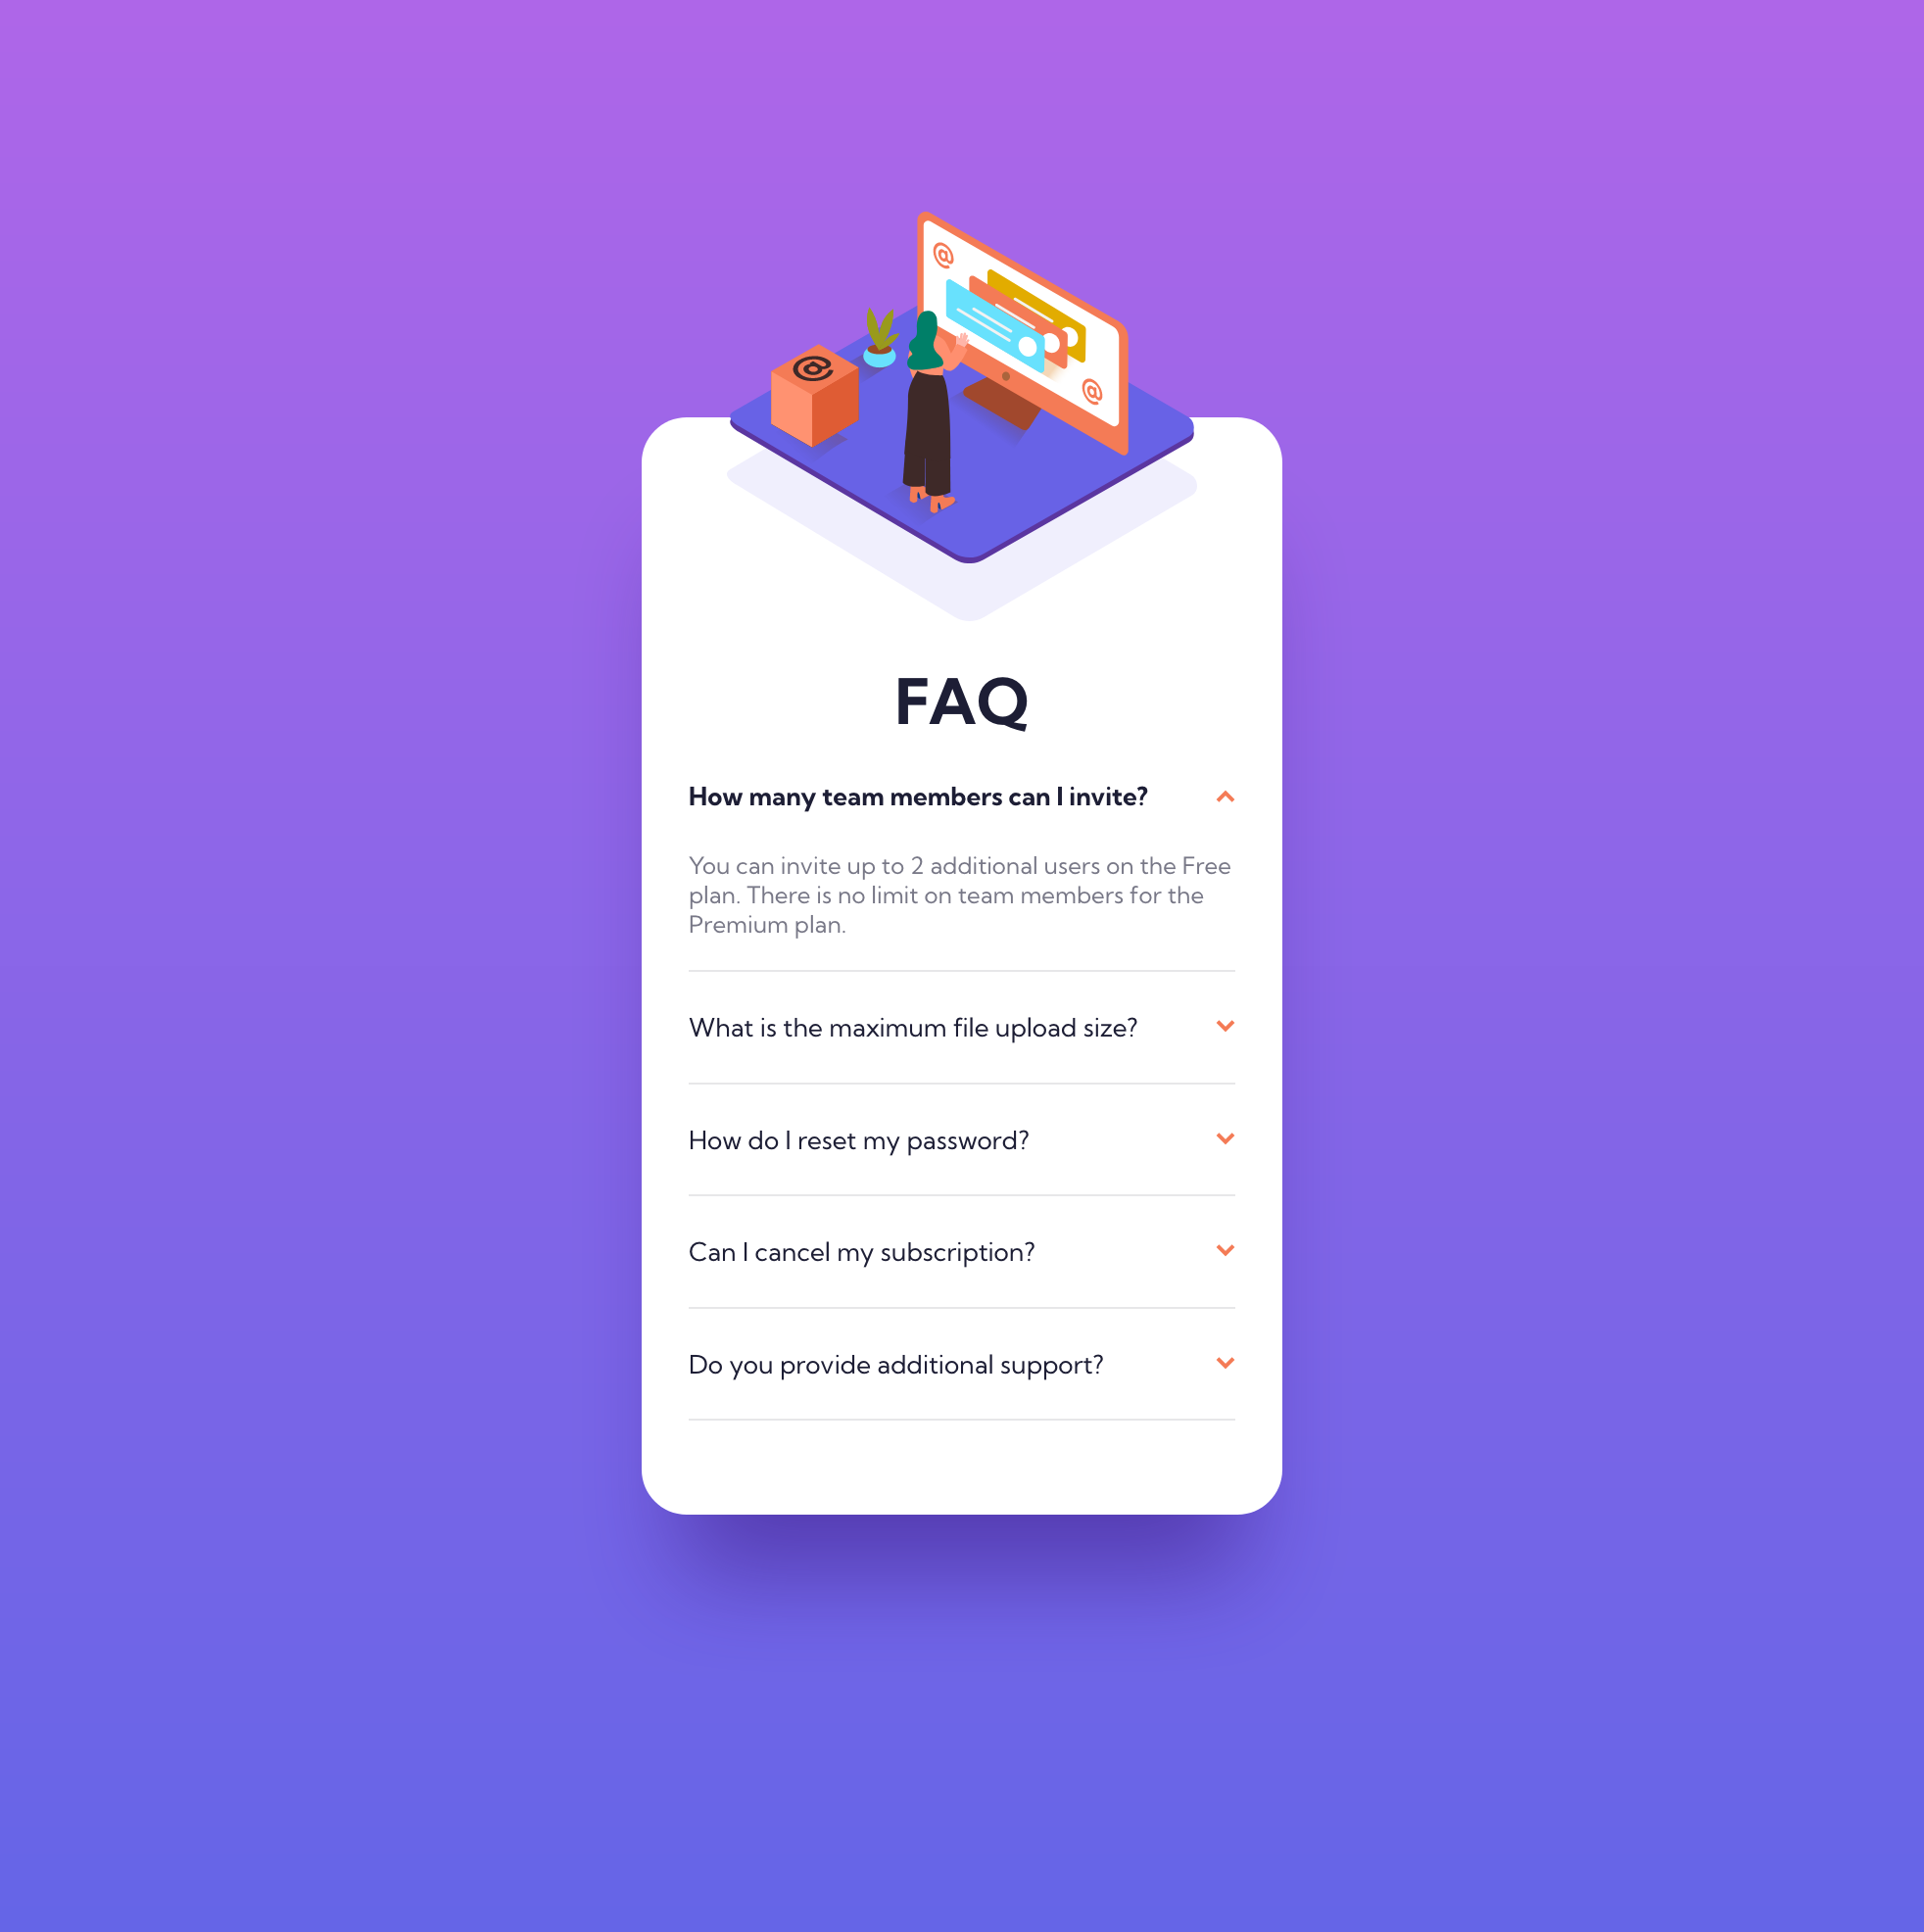 @
@
@
FAQ
How many team members can I invite?
You can invite up to 2 additional users on the Free
plan. There is no limit on team members for the
Premium plan.
What is the maximum file upload size?
How do I reset my password?
Can I cancel my subscription?
Do you provide additional support?